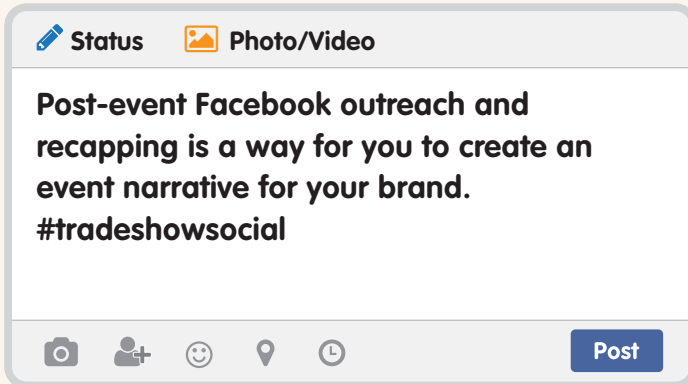 Status Photo/Video
Post-event Facebook outreach and
recapping is a way for you to create an
event narrative for your brand.
#tradeshowsocial
Post